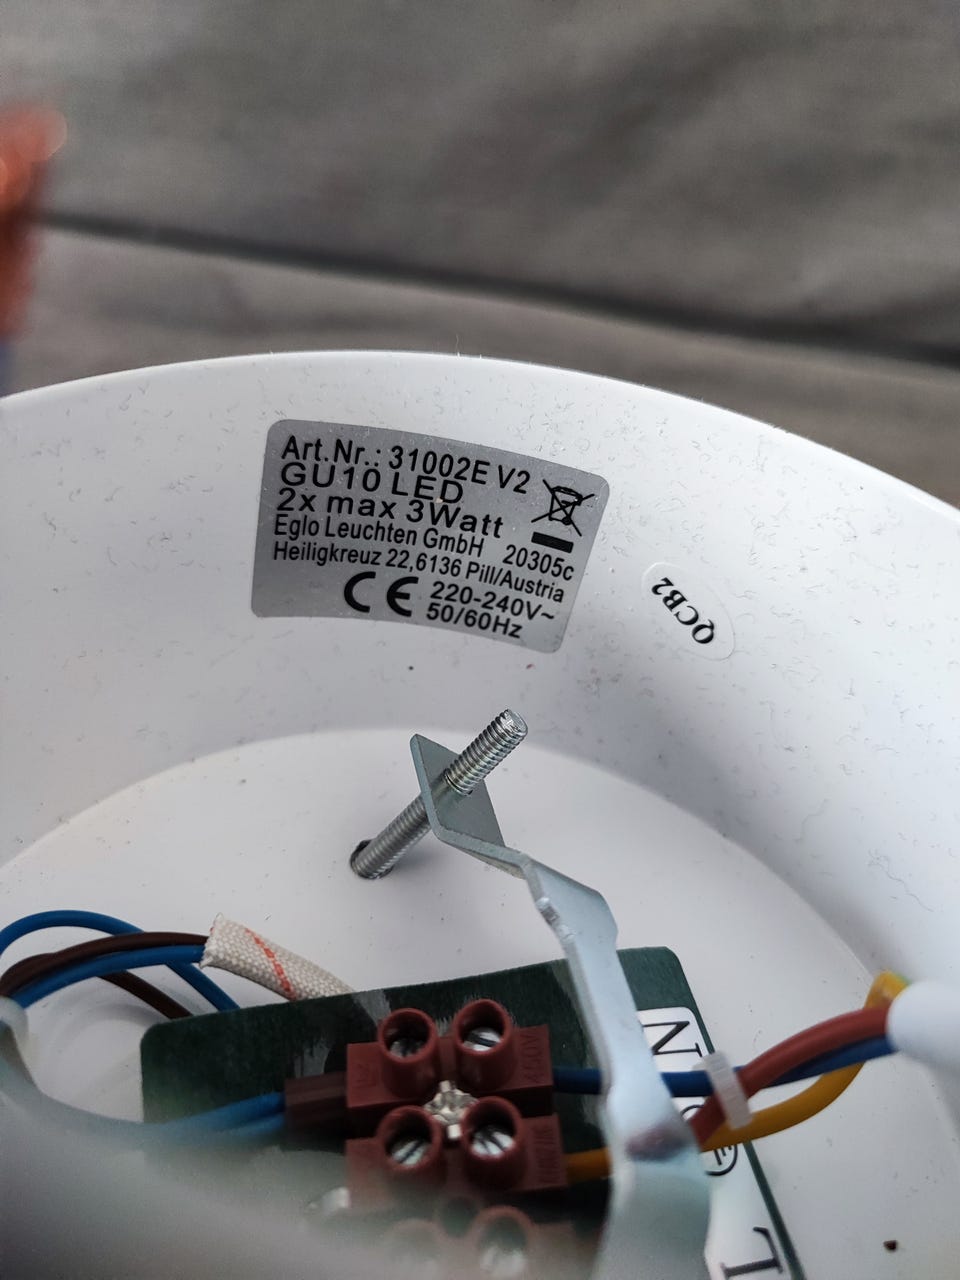 Art.Nr.: 31002E V2
GU10 LED
2x max 3Watt
Eglo Leuchten GmbH 20305c
Heiligkreuz 22,6136 Pill/Austria
CE 220-240V~
50/60Hz
QCB2
N
T